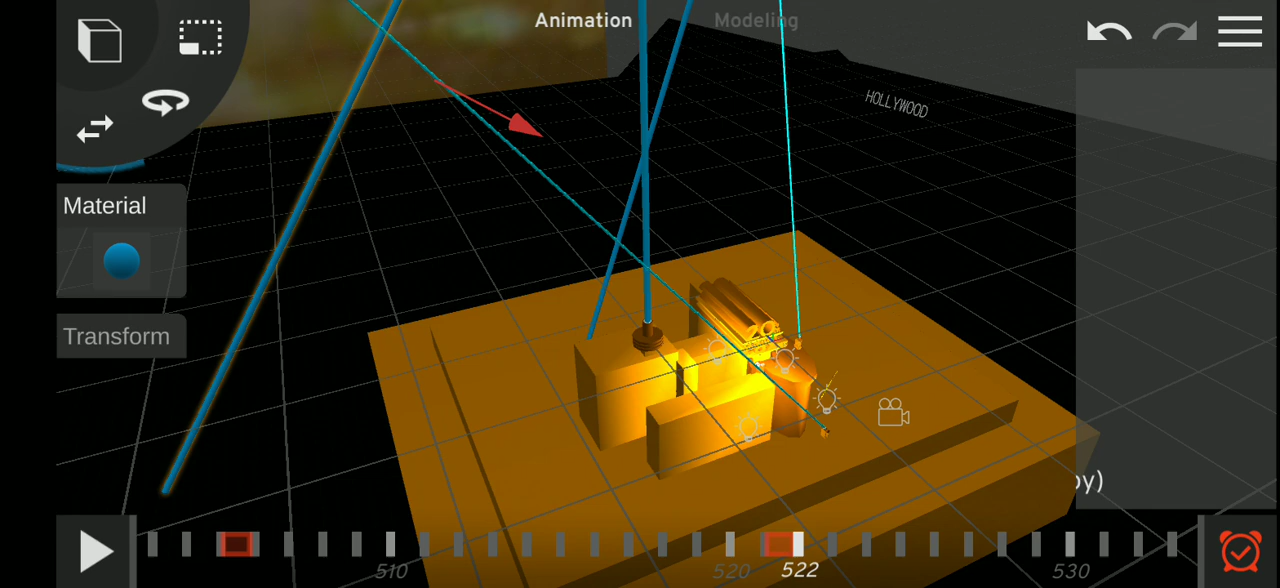 Animation
Modeling
HOLLYWOOD
Material
Transform
py)
510
520
522
530